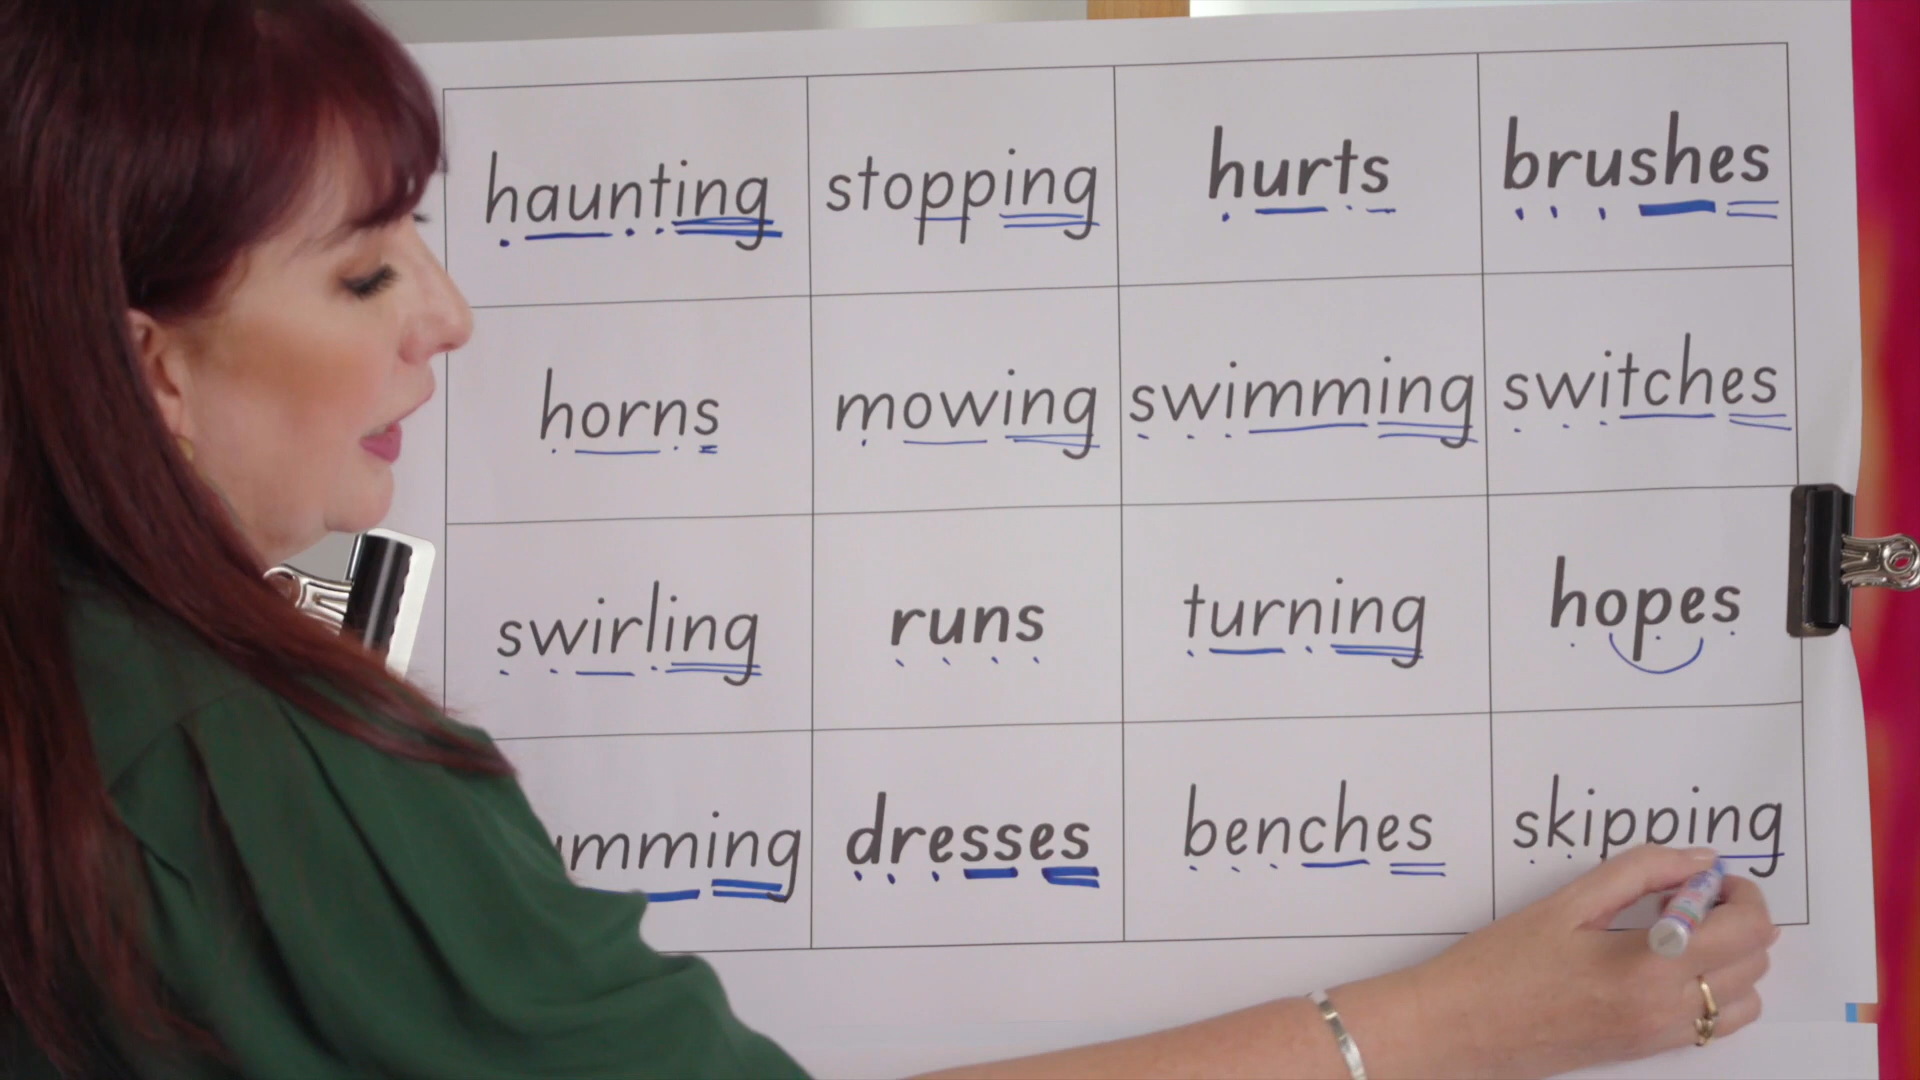 haunting stopping hurts brushes
horns mowing swimming switches
swirling runs turning hopes
dresses benches skipping